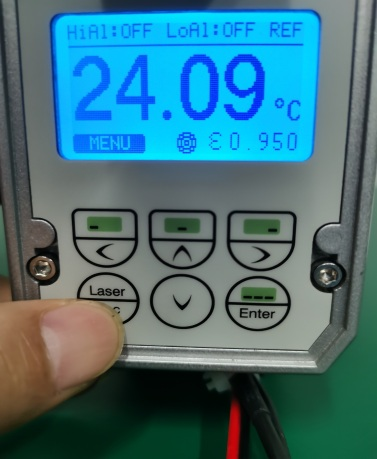 HiAl:OFF LoAl:OFF REF
24.09 °C
MENU ε0.950
Laser
Enter